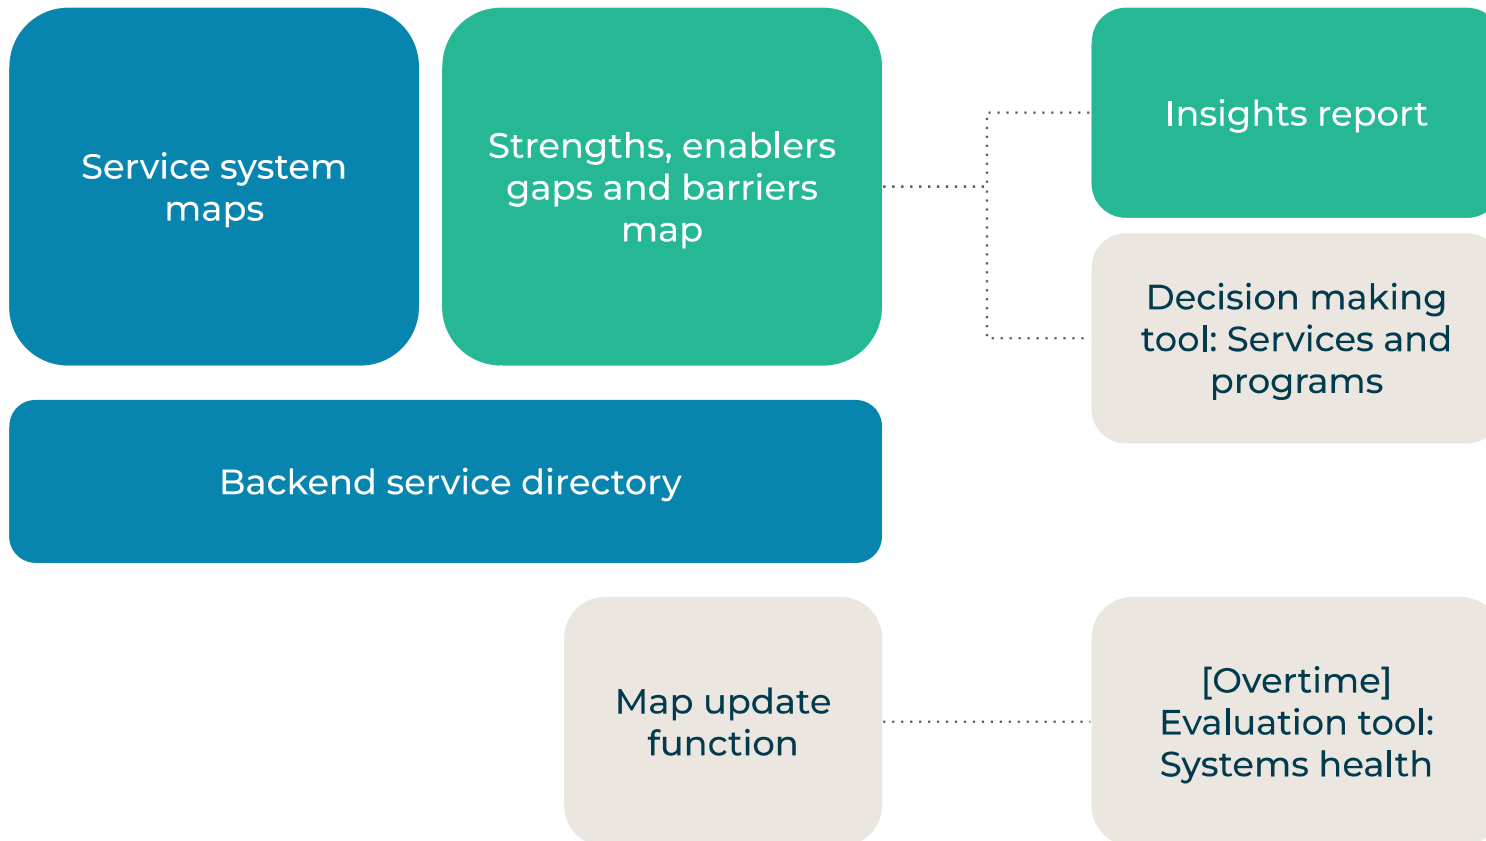 Service system
maps
Strengths, enablers
gaps and barriers
map
Insights report
Decision making
tool: Services and
programs
Backend service directory
Map update
function
[Overtime]
Evaluation tool:
Systems health